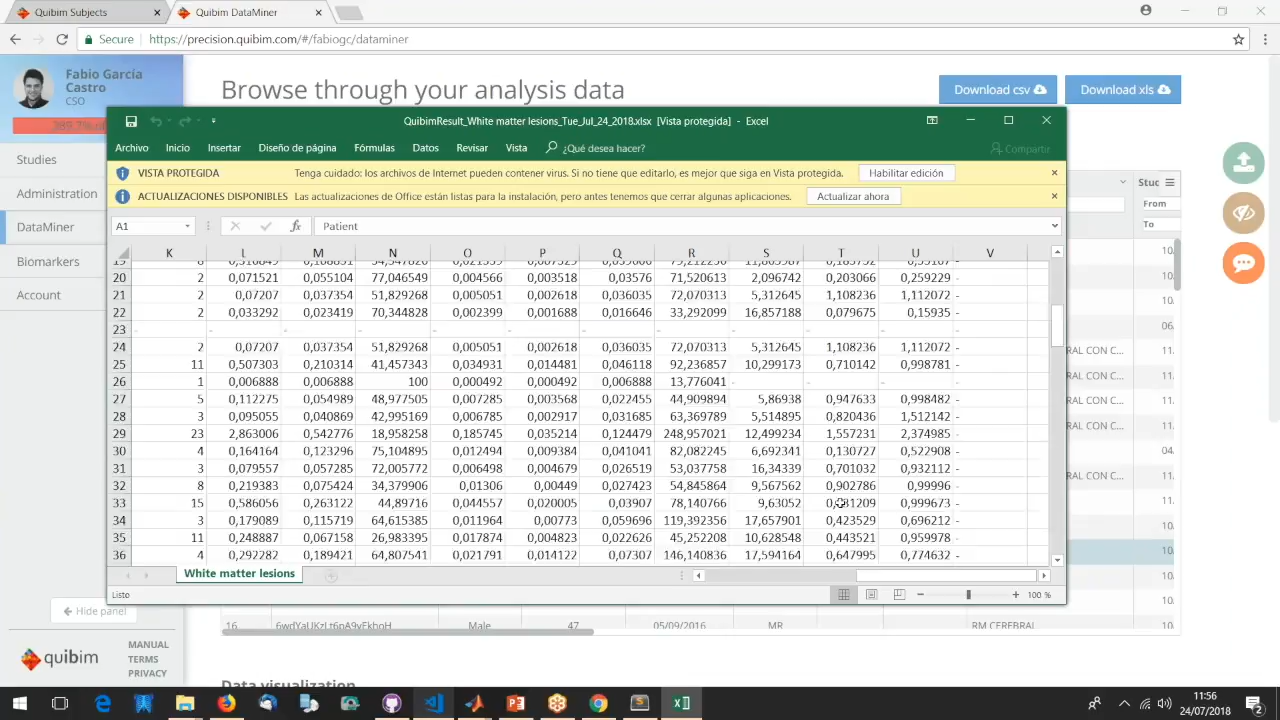 Quibim Subjects
Quibim DataMiner
Secure https://precision.quibim.com/#/fabiogc/dataminer
Fabio García
Castro
CSO
Browse through your analysis data
Download csv
Download xls
Studies
Administration
DataMiner
Biomarkers
Account
QuibimResult_White matter lesions_Tue_Jul_24_2018.xlsx [Vista protegida] - Excel
Archivo Inicio Insertar Diseño de página Fórmulas Datos Revisar Vista ¿Qué desea hacer? Compartir
VISTA PROTEGIDA Tenga cuidado: los archivos de Internet pueden contener virus. Si no tiene que editarlo, es mejor que siga en Vista protegida. Habilitar edición
ACTUALIZACIONES DISPONIBLES Las actualizaciones de Office están listas para la instalación, pero antes tenemos que cerrar algunas aplicaciones. Actualizar ahora
A1 fx Patient
K L M N O P Q R S T U V
20 2 0,071521 0,055104 77,046549 0,004566 0,003518 0,03576 71,520613 2,096742 0,203066 0,259229 -
21 2 0,07207 0,037354 51,829268 0,005051 0,002618 0,036035 72,070313 5,312645 1,108236 1,112072 -
22 2 0,033292 0,023419 70,344828 0,002399 0,001688 0,016646 33,292099 16,857188 0,079675 0,15935 -
23 - - - - - - - - - - - -
24 2 0,07207 0,037354 51,829268 0,005051 0,002618 0,036035 72,070313 5,312645 1,108236 1,112072 -
25 11 0,507303 0,210314 41,457343 0,034931 0,014481 0,046118 92,236857 10,299173 0,710142 0,998781 -
26 1 0,006888 0,006888 100 0,000492 0,000492 0,006888 13,776041 - - - -
27 5 0,112275 0,054989 48,977505 0,007285 0,003568 0,022455 44,909894 5,86938 0,947633 0,998482 -
28 3 0,095055 0,040869 42,995169 0,006785 0,002917 0,031685 63,369789 5,514895 0,820436 1,512142 -
29 23 2,863006 0,542776 18,958258 0,185745 0,035214 0,124479 248,957021 12,499234 1,557231 2,374985 -
30 4 0,164164 0,123296 75,104895 0,012494 0,009384 0,041041 82,082245 6,692341 0,130727 0,522908 -
31 3 0,079557 0,057285 72,005772 0,006498 0,004679 0,026519 53,037758 16,34339 0,701032 0,932112 -
32 8 0,219383 0,075424 34,379906 0,01306 0,00449 0,027423 54,845864 9,567562 0,902786 0,99996 -
33 15 0,586056 0,263122 44,89716 0,044557 0,020005 0,03907 78,140766 9,63052 0,999673 -
34 3 0,179089 0,115719 64,615385 0,011964 0,00773 0,059696 119,392356 17,657901 0,423529 0,696212 -
35 11 0,248887 0,067158 26,983395 0,017874 0,004823 0,022626 45,252208 10,628548 0,443521 0,959978 -
36 4 0,292282 0,189421 64,807541 0,021791 0,014122 0,07307 146,140836 17,594164 0,647995 0,774632 -
White matter lesions
Listo
100 %
From
To
RAL CON C...
RAL CON C...
RAL CON C...
RAL CON C...
RAL CON C...
Hide panel
Male 47 05/09/2016 MR RM CEREBRAL
quibim
MANUAL
TERMS
PRIVACY
Data visualization
11:56
24/07/2018